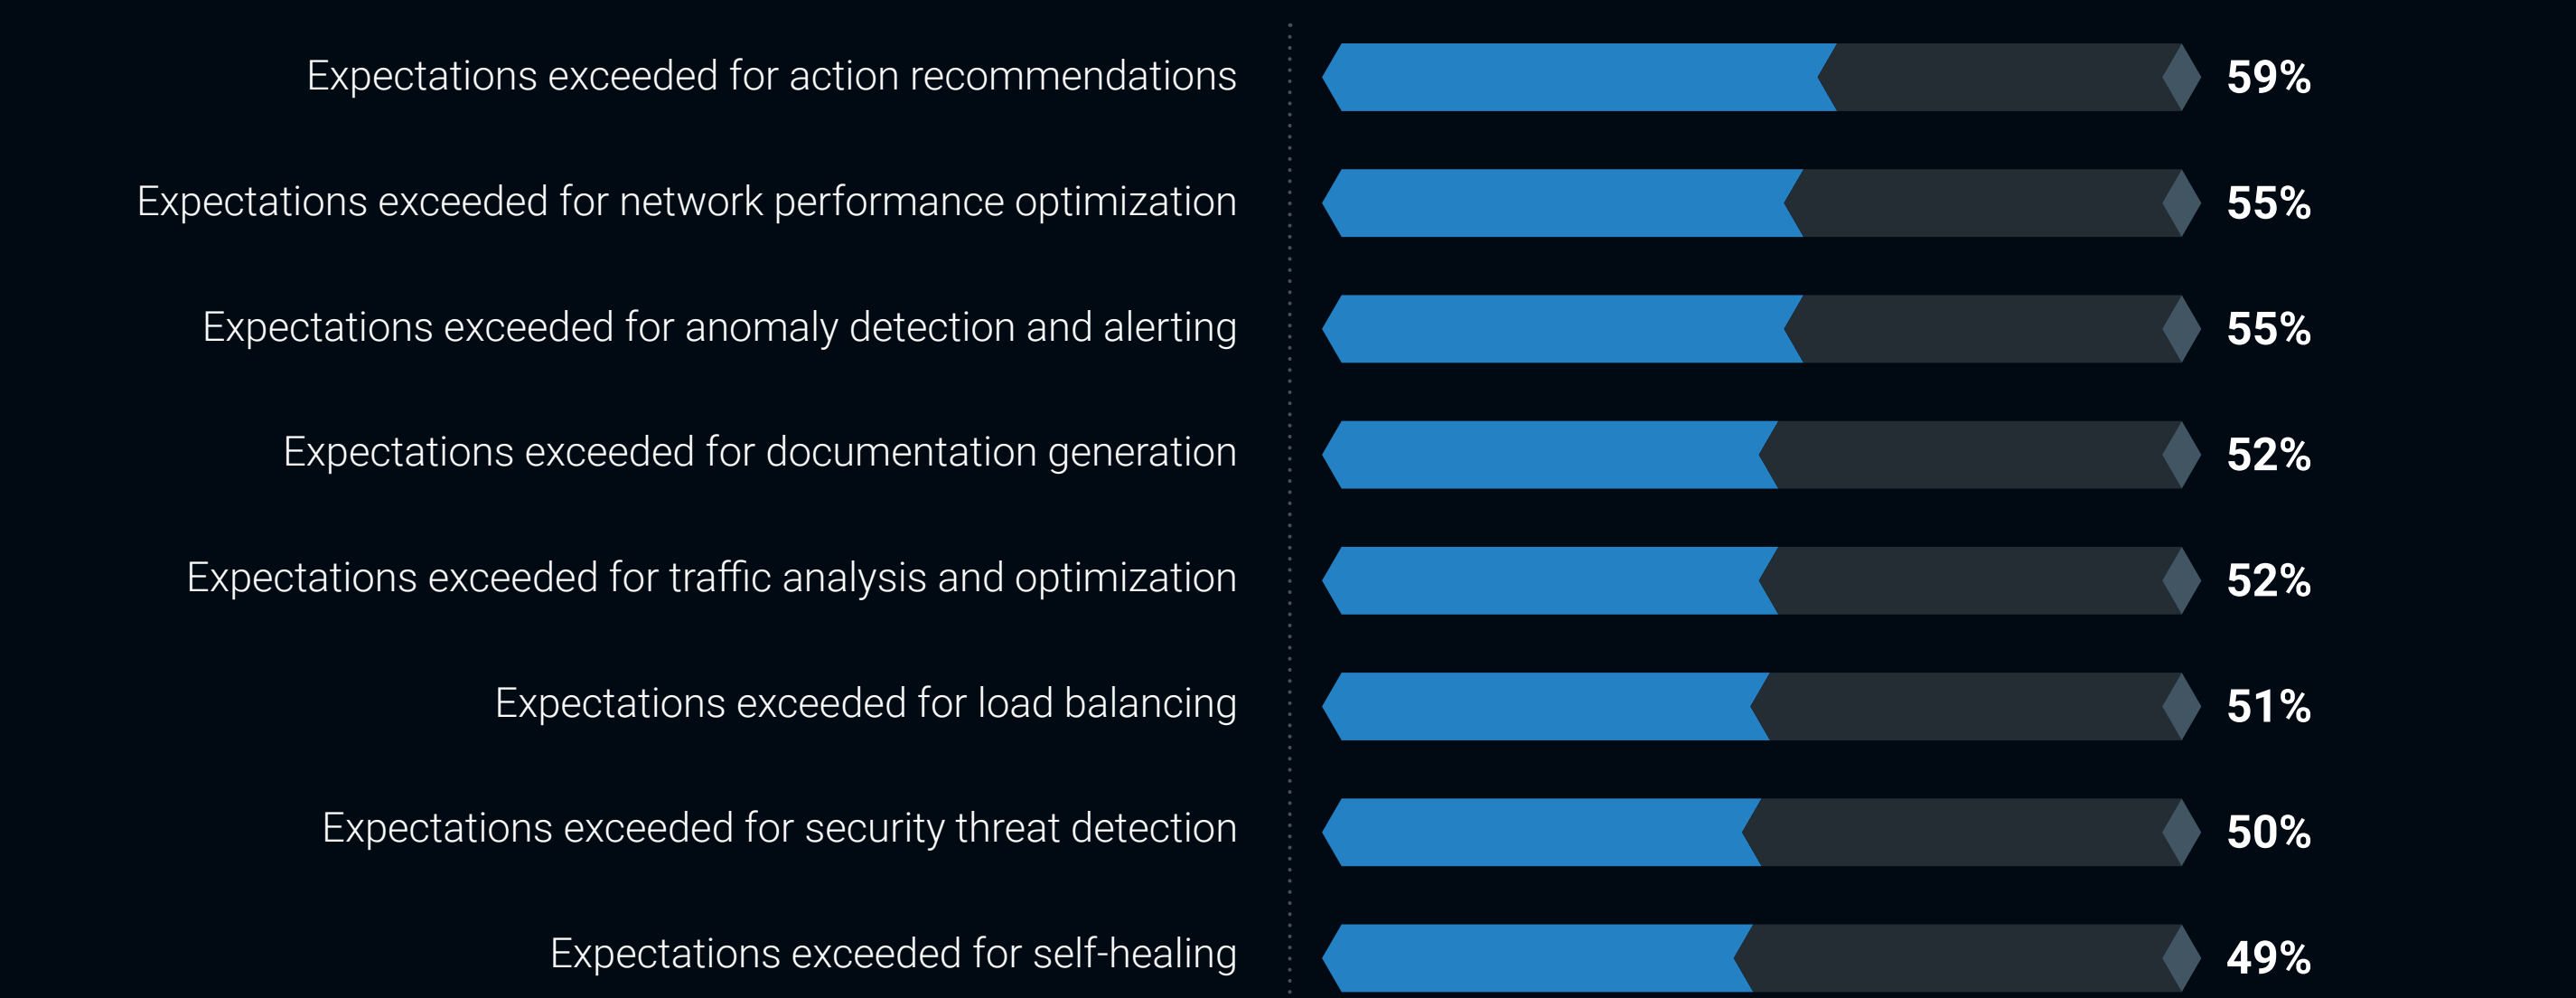 Expectations exceeded for action recommendations 59%
Expectations exceeded for network performance optimization 55%
Expectations exceeded for anomaly detection and alerting 55%
Expectations exceeded for documentation generation 52%
Expectations exceeded for traffic analysis and optimization 52%
Expectations exceeded for load balancing 51%
Expectations exceeded for security threat detection 50%
Expectations exceeded for self-healing 49%